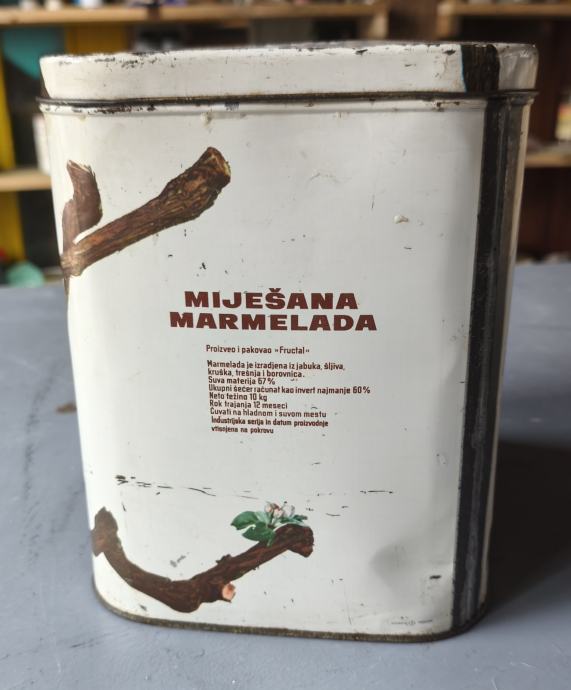 MIJEŠANA
MARMELADA
Proizveo i pakovao »Fructal«
Marmelada je izradjena iz jabuka, šljiva,
kruška, trešnja i borovnica.
Suva materija 67%
Ukupni šećer računat kao invert najmanje 60%
Neto težina 10 kg
Rok trajanja 12 meseci
Čuvati na hladnom i suvom mestu
Industrijska serija in datum proizvodnje
vtisnjena na pokrovu